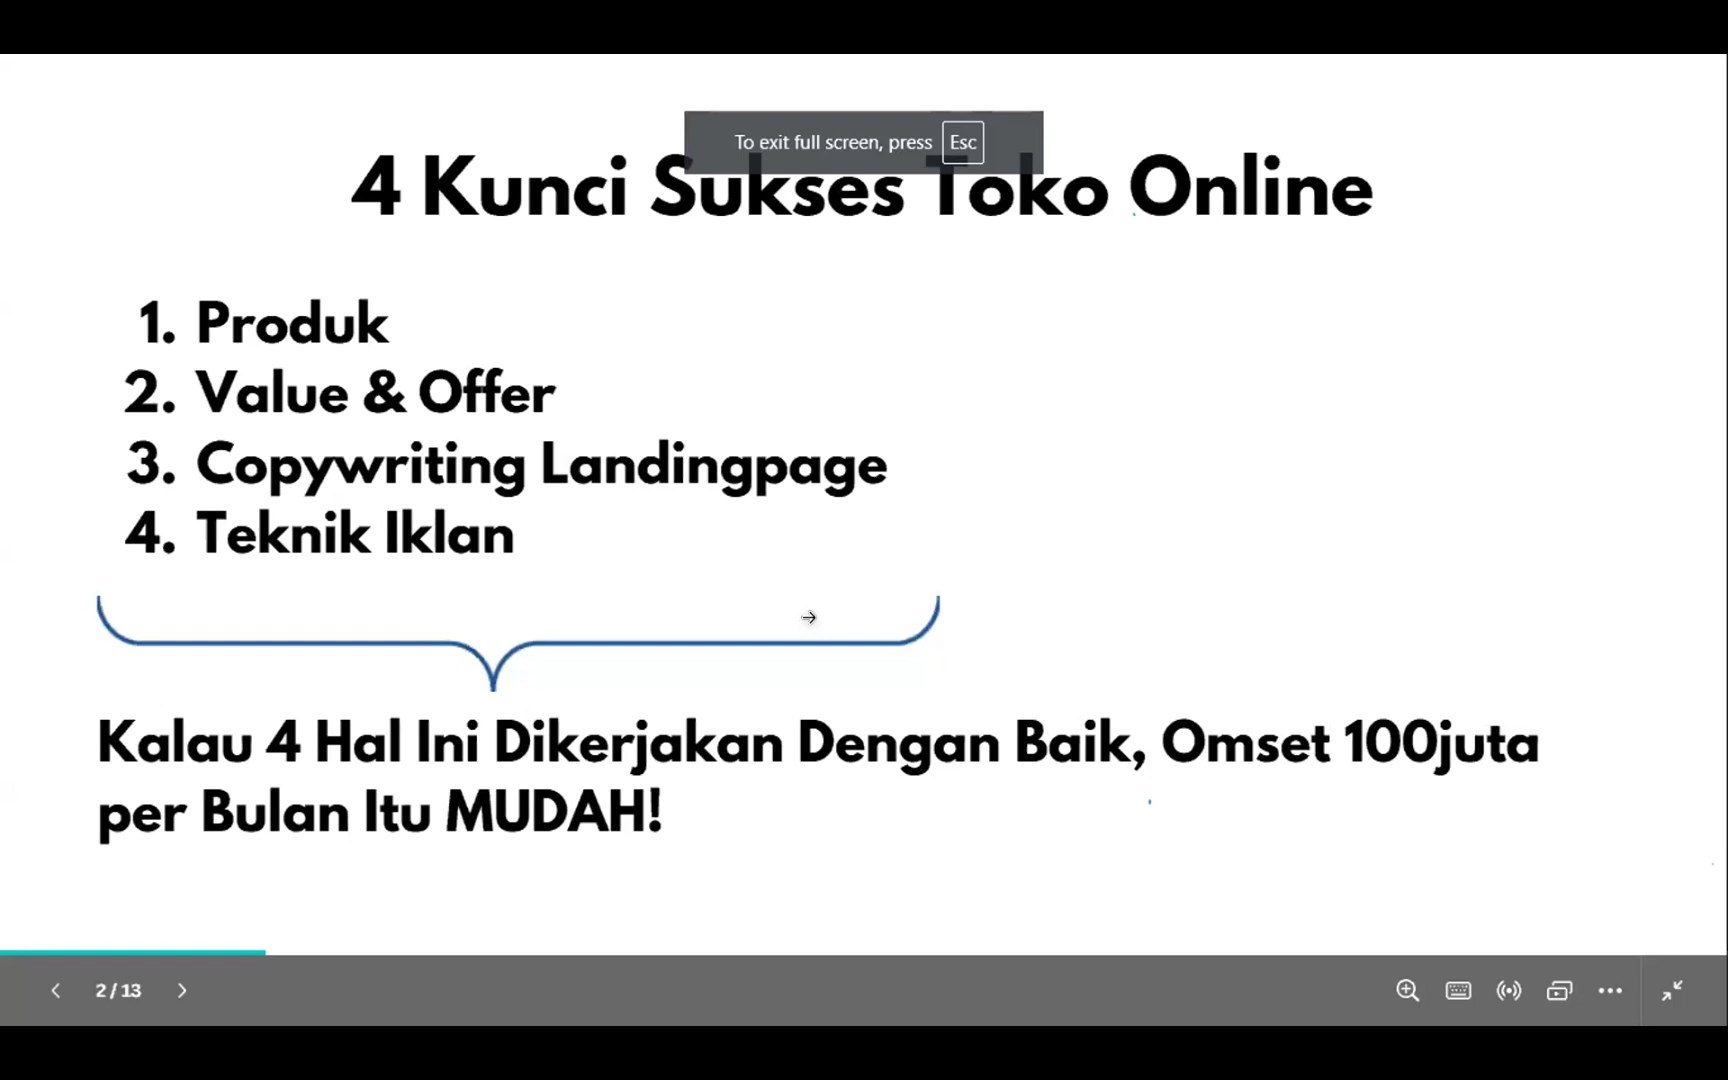 To exit full screen, press Esc
4 Kunci Sukses Toko Online
1. Produk
2. Value & Offer
3. Copywriting Landingpage
4. Teknik Iklan
Kalau 4 Hal Ini Dikerjakan Dengan Baik, Omset 100juta
per Bulan Itu MUDAH!
2 / 13